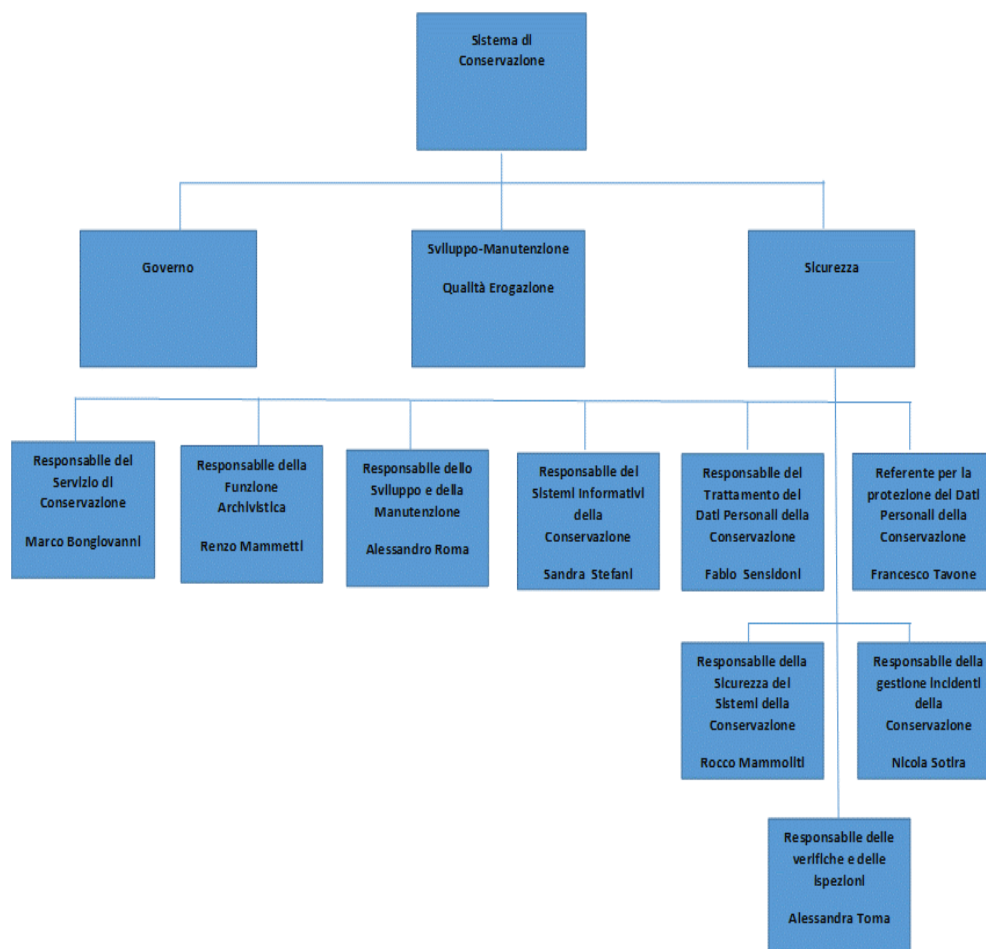 Sistema di
Conservazione
Governo
Sviluppo-Manutenzione
Qualità Erogazione
Sicurezza
Responsabile del
Servizio di
Conservazione
Marco Bongiovanni
Responsabile della
Funzione
Archivistica
Renzo Mammetti
Responsabile dello
Sviluppo e della
Manutenzione
Alessandro Roma
Responsabile dei
Sistemi Informativi
della
Conservazione
Sandra Stefani
Responsabile del
Trattamento dei
Dati Personali della
Conservazione
Fabio Sensidoni
Referente per la
protezione dei Dati
Personali della
Conservazione
Francesco Tavone
Responsabile della
Sicurezza dei
Sistemi della
Conservazione
Rocco Mammoliti
Responsabile della
gestione incidenti
della
Conservazione
Nicola Sotira
Responsabile delle
verifiche e delle
ispezioni
Alessandra Toma